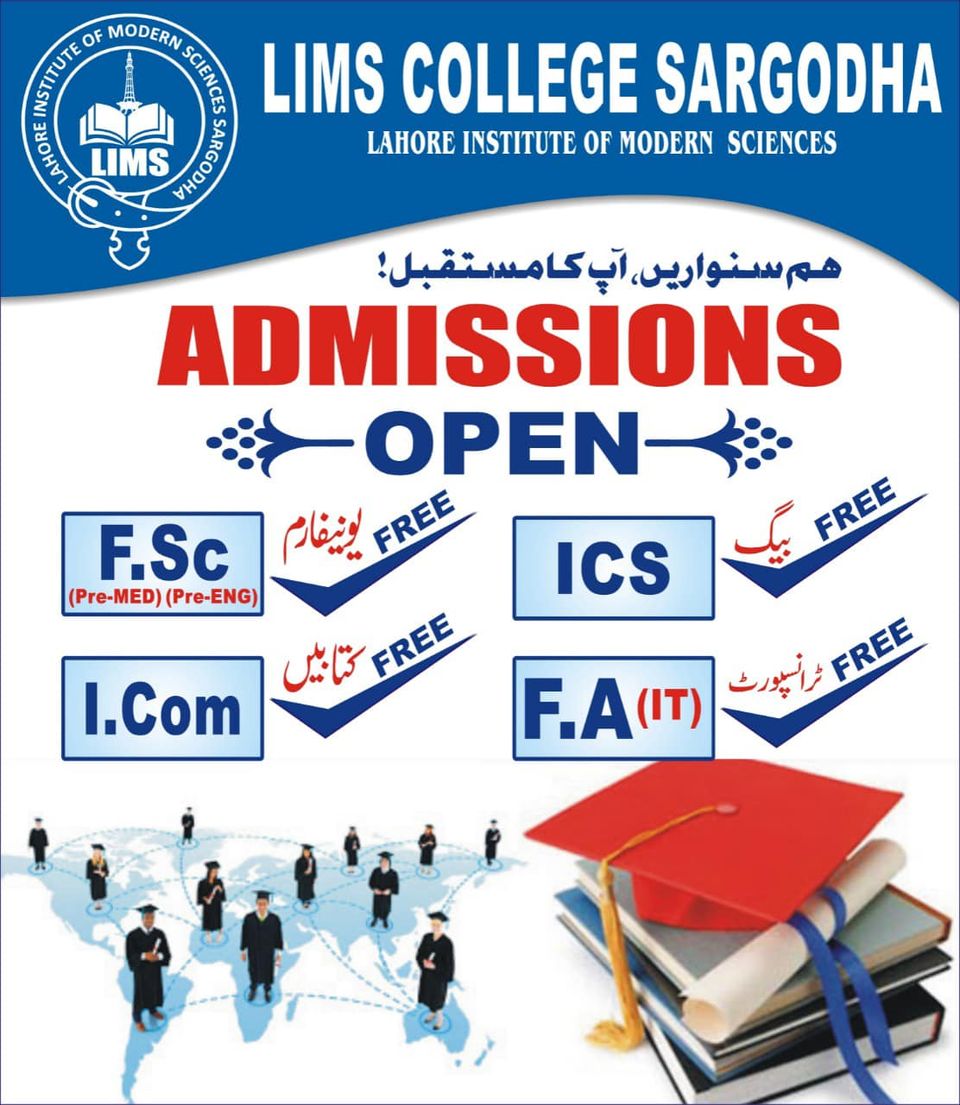 LAHORE INSTITUTE OF MODERN SCIENCES SARGODHA
LIMS
LIMS COLLEGE SARGODHA
LAHORE INSTITUTE OF MODERN SCIENCES
ھم سنواریں، آپ کا مستقبل!
ADMISSIONS
OPEN
F.Sc
(Pre-MED) (Pre-ENG)
یونیفارم FREE
ICS
بیگ FREE
I.Com
کتابیں FREE
F.A (IT)
ٹرانسپورٹ FREE